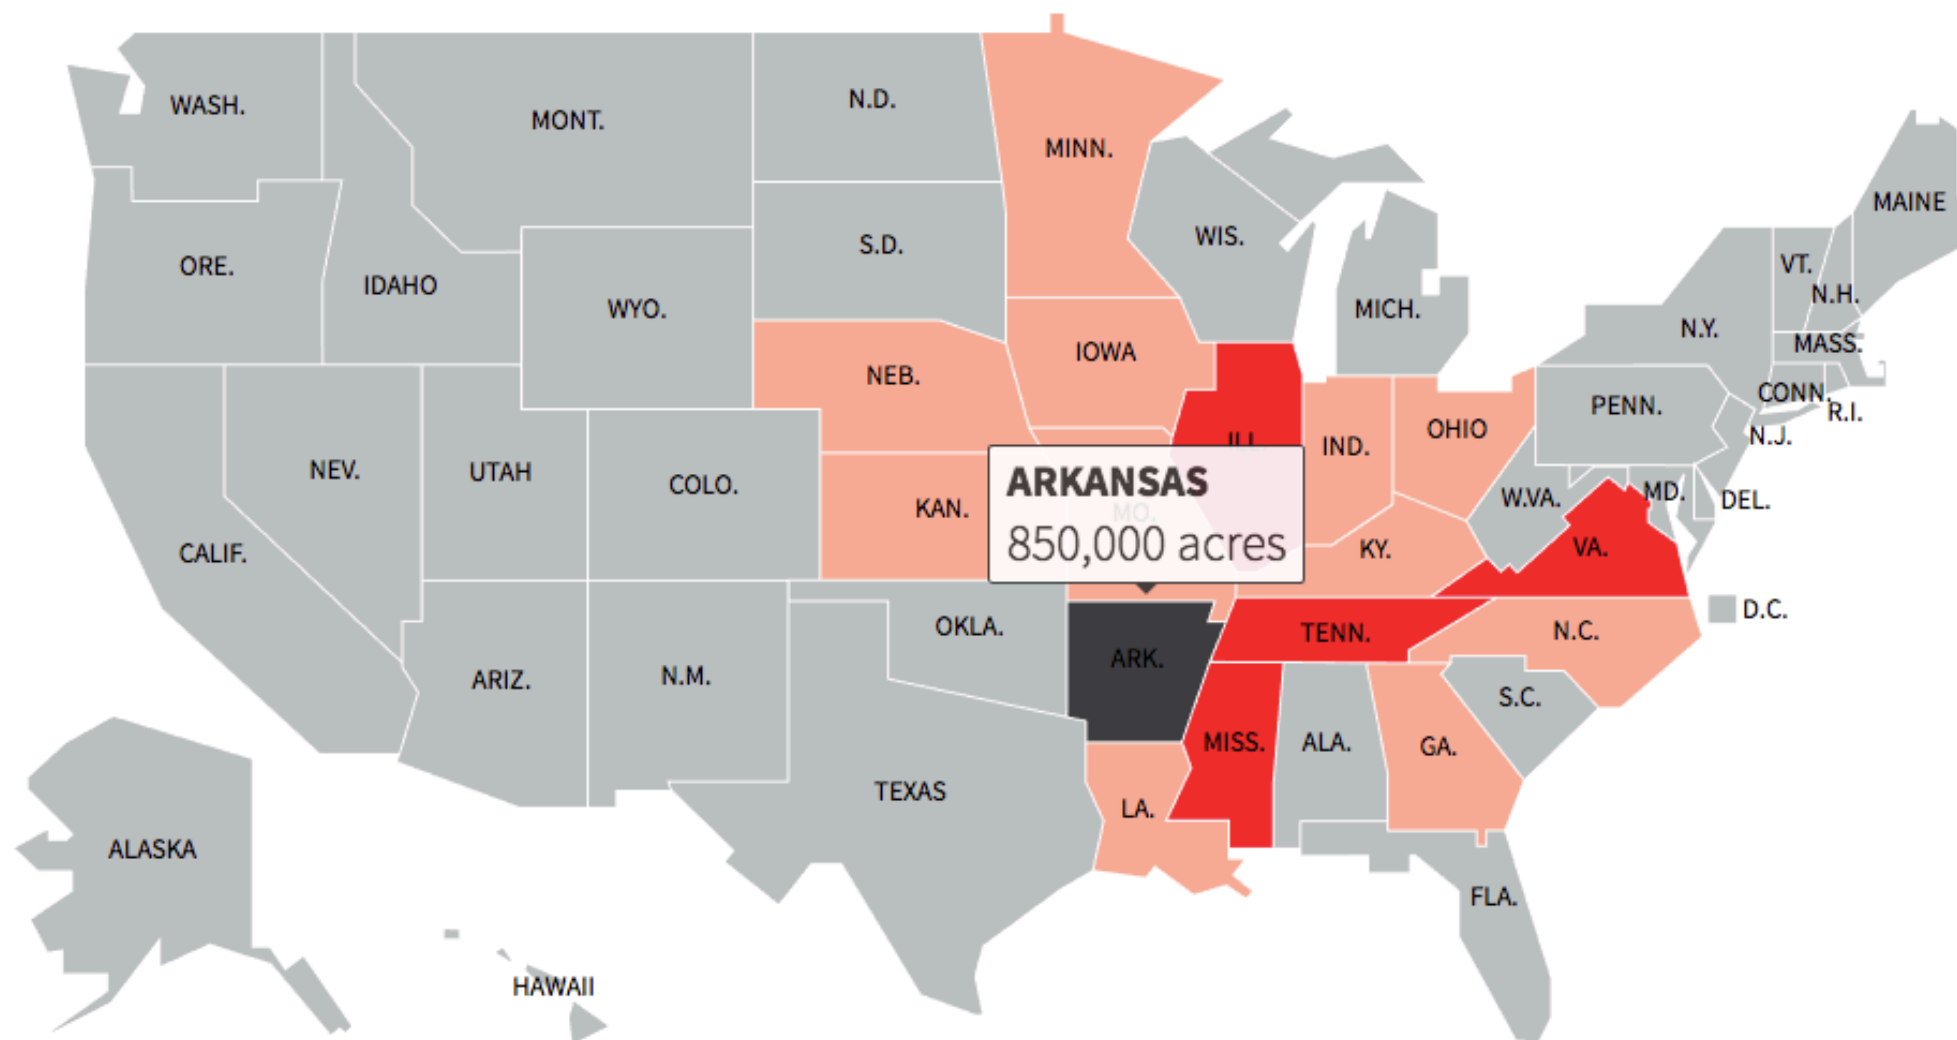 WASH.
MONT.
N.D.
MINN.
MAINE
ORE.
IDAHO
WYO.
S.D.
WIS.
MICH.
VT.
N.H.
N.Y.
MASS.
NEB.
IOWA
CONN.
R.I.
PENN.
N.J.
NEV.
UTAH
COLO.
KAN.
ILL.
IND.
OHIO
ARKANSAS
MO.
850,000 acres
W.VA.
MD.
DEL.
CALIF.
KY.
VA.
D.C.
OKLA.
TENN.
N.C.
ARIZ.
N.M.
ARK.
S.C.
TEXAS
LA.
MISS.
ALA.
GA.
ALASKA
FLA.
HAWAII